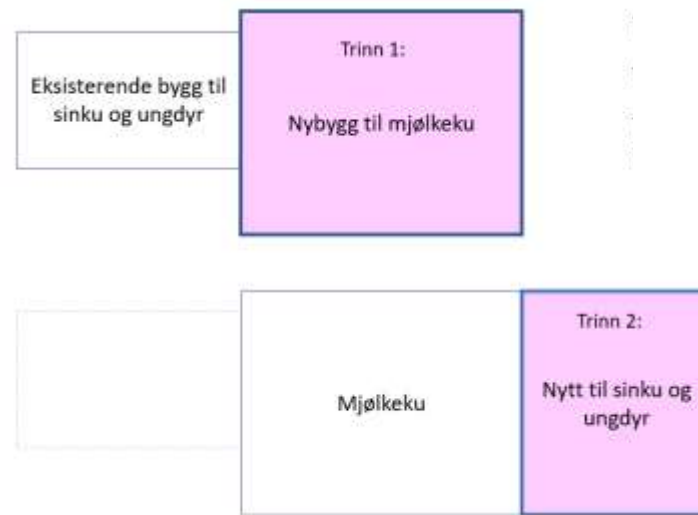 Trinn 1:
Eksisterende bygg til
sinku og ungdyr
Nybygg til mjølkeku
Trinn 2:
Mjølkeku
Nytt til sinku og
ungdyr